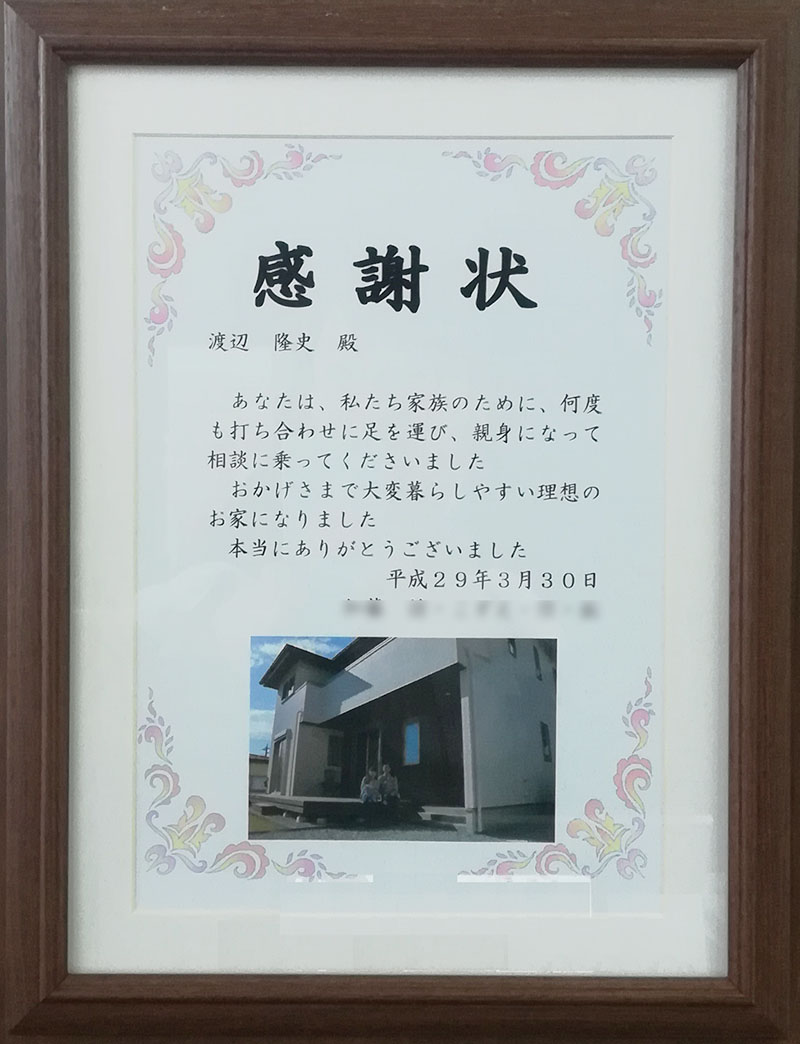 感謝状
渡辺　隆史　殿
あなたは、私たち家族のために、何度
も打ち合わせに足を運び、親身になって
相談に乗ってくださいました
おかげさまで大変暮らしやすい理想の
お家になりました
本当にありがとうございました
平成２９年３月３０日